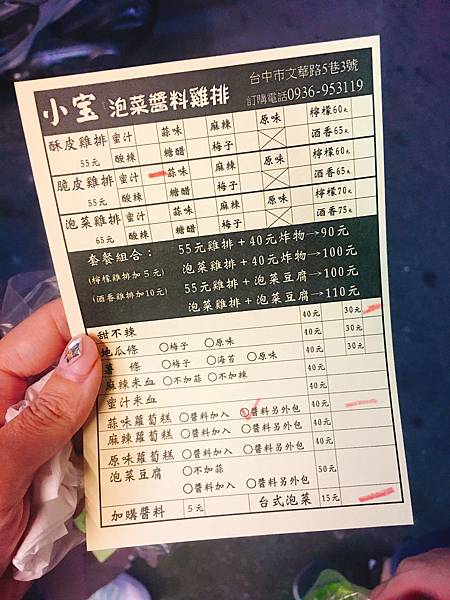 小宝 泡菜醬料雞排
台中市文華路5巷3號
訂購電話0936-953119
酥皮雞排 蜜汁 蒜味 麻辣 原味 檸檬60元
55元 酸辣 糖醋 梅子 酒香65元
脆皮雞排 蜜汁 蒜味 麻辣 原味 檸檬60元
55元 酸辣 糖醋 梅子 酒香65元
泡菜雞排 蜜汁 蒜味 麻辣 原味 檸檬70元
65元 酸辣 糖醋 梅子 酒香75元
套餐組合: 55元雞排+40元炸物→90元
(檸檬雞排加5元) 泡菜雞排+40元炸物→100元
(酒香雞排加10元) 55元雞排+泡菜豆腐→100元
泡菜雞排+泡菜豆腐→110元
甜不辣 40元 30元
地瓜條 ○梅子 ○原味 40元 30元
薯條 ○梅子 ○海苔 ○原味 40元 30元
麻辣米血 ○不加蒜 ○不加辣 40元
蜜汁米血 40元
蒜味蘿蔔糕 ○醬料加入 ○醬料另外包 40元
麻辣蘿蔔糕 ○醬料加入 ○醬料另外包 40元
原味蘿蔔糕 ○醬料加入 ○醬料另外包 40元
泡菜豆腐 ○不加蒜 50元
○醬料加入 ○醬料另外包
加購醬料 5元 台式泡菜 15元